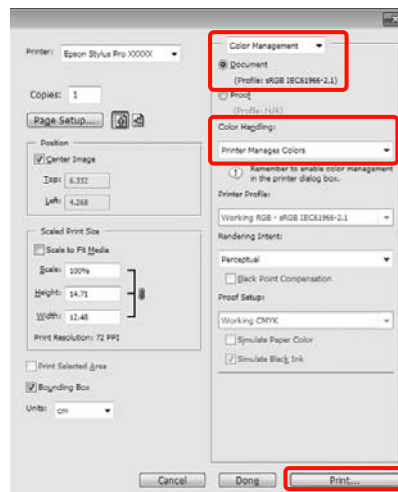 Printer: Epson Stylus Pro XXXXX
Copies: 1
Page Setup...
Position
Center Image
Top: 6.332
Left: 4.268
Scaled Print Size
Scale to Fit Media
Scale: 100%
Height: 14.71
Width: 12.48
Print Resolution: 72 PPI
Print Selected Area
Bounding Box
Units: cm
Color Management
Document
(Profile: sRGB IEC61966-2.1)
Proof
(Profile: N/A)
Color Handling:
Printer Manages Colors
Remember to enable color management
in the printer dialog box.
Printer Profile:
Working RGB - sRGB IEC61966-2.1
Rendering Intent:
Perceptual
Black Point Compensation
Proof Setup:
Working CMYK
Simulate Paper Color
Simulate Black Ink
Cancel
Done
Print...